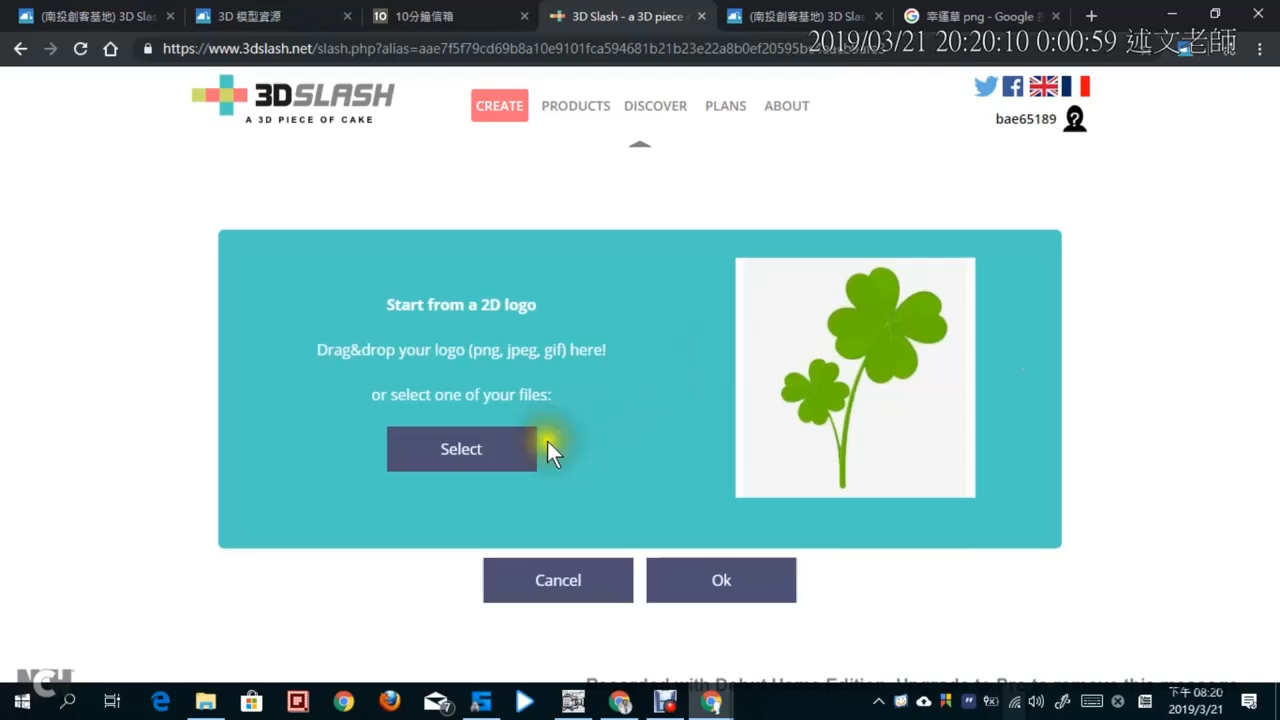 (南投創客基地) 3D Slas
3D 模型資源
10 10分鐘信箱
3D Slash - a 3D piece
(南投創客基地) 3D Slas
幸運草 png - Google
https://www.3dslash.net/slash.php?alias=aae7f5f79cd69b8a10e9101fca594681b21b23e22a8b0ef20595b
2019/03/21 20:20:10 0:00:59 述文老師
3DSLASH
A 3D PIECE OF CAKE
CREATE PRODUCTS DISCOVER PLANS ABOUT
bae65189
Start from a 2D logo
Drag&drop your logo (png, jpeg, gif) here!
or select one of your files:
Select
Cancel Ok
NCH
Recorded with Debut Home Edition. Upgrade to Pro to remove this message
7
下午 08:20
2019/3/21